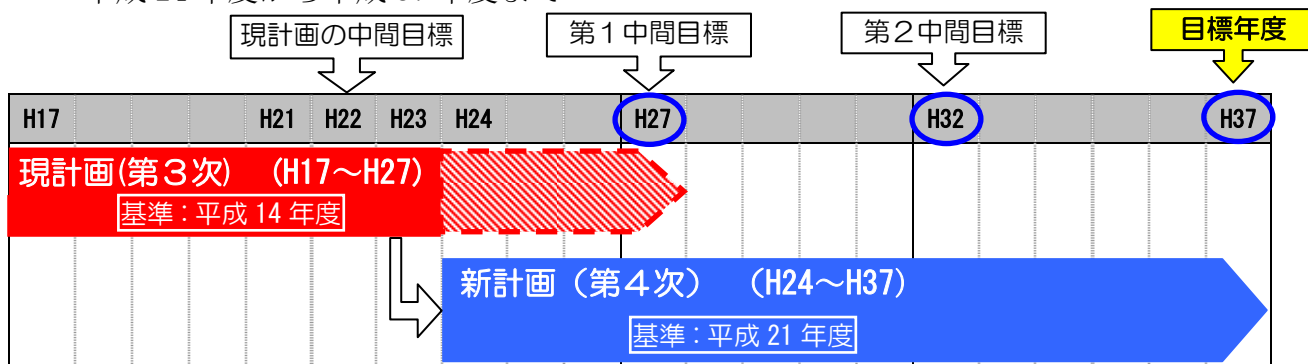 現計画の中間目標 第１中間目標 第２中間目標 目標年度
H17 H21 H22 H23 H24 H27 H32 H37
現計画(第３次) (H17～H27)
基準：平成 14 年度
新計画（第４次） （H24～H37）
基準：平成 21 年度